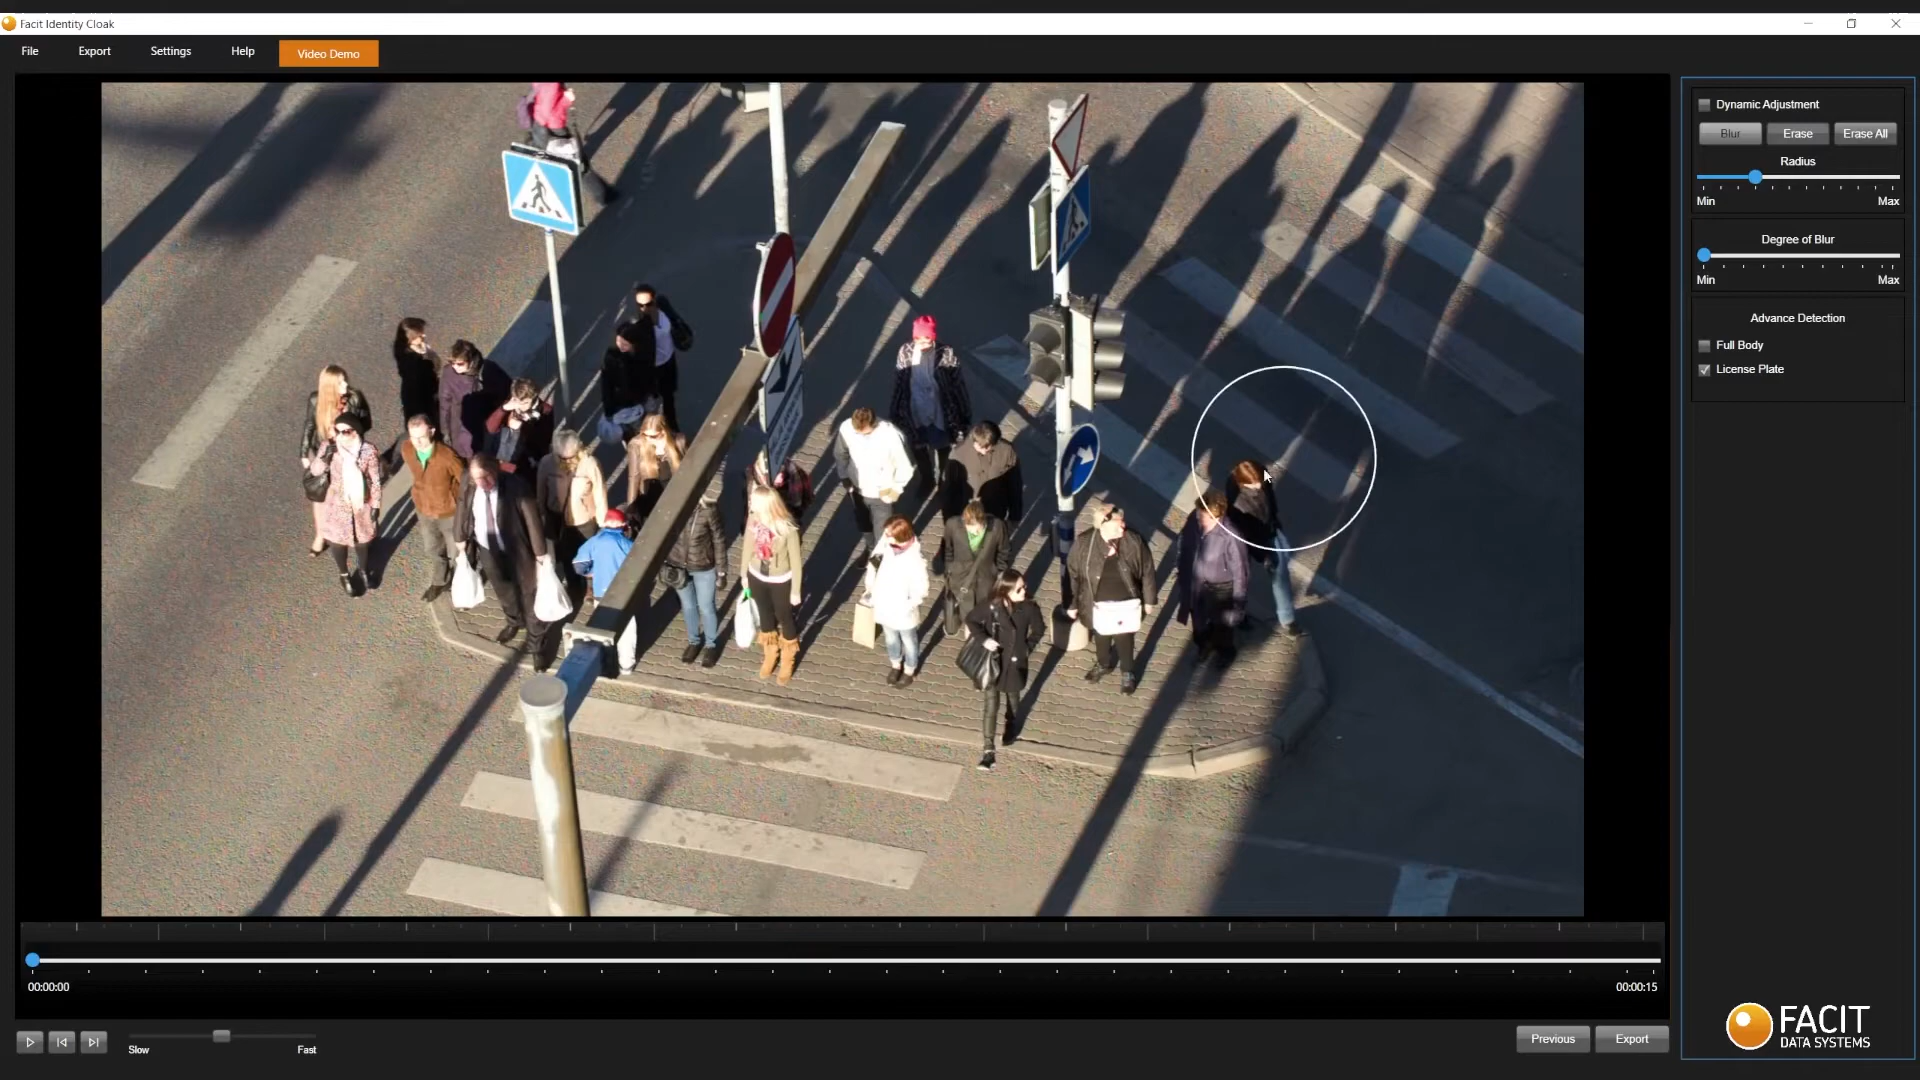 Facit Identity Cloak
File Export Settings Help Video Demo
Dynamic Adjustment
Blur Erase Erase All
Radius
Min Max
Degree of Blur
Min Max
Advance Detection
Full Body
License Plate
00:00:00 00:00:15
Slow Fast
Previous Export
FACIT
DATA SYSTEMS